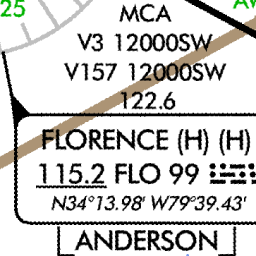 25
MCA
V3 12000SW
V157 12000SW
122.6
FLORENCE (H) (H)
115.2 FLO 99
N34°13.98' W79°39.43'
ANDERSON